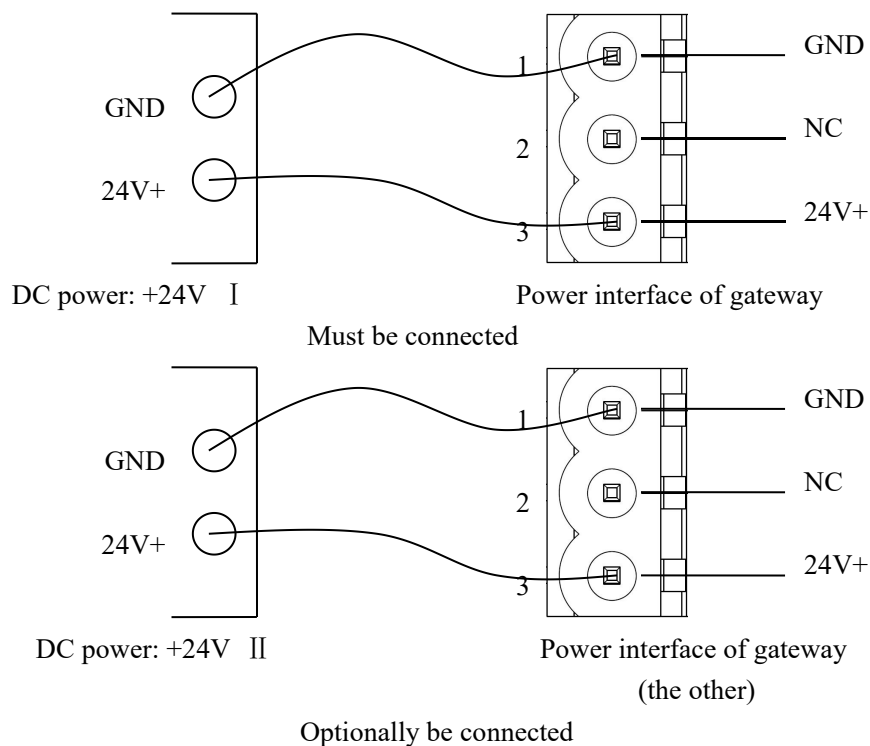 GND
1
GND
2
NC
24V+
3
24V+
DC power: +24V Ⅰ
Power interface of gateway
Must be connected
GND
1
GND
2
NC
24V+
3
24V+
DC power: +24V Ⅱ
Power interface of gateway
(the other)
Optionally be connected